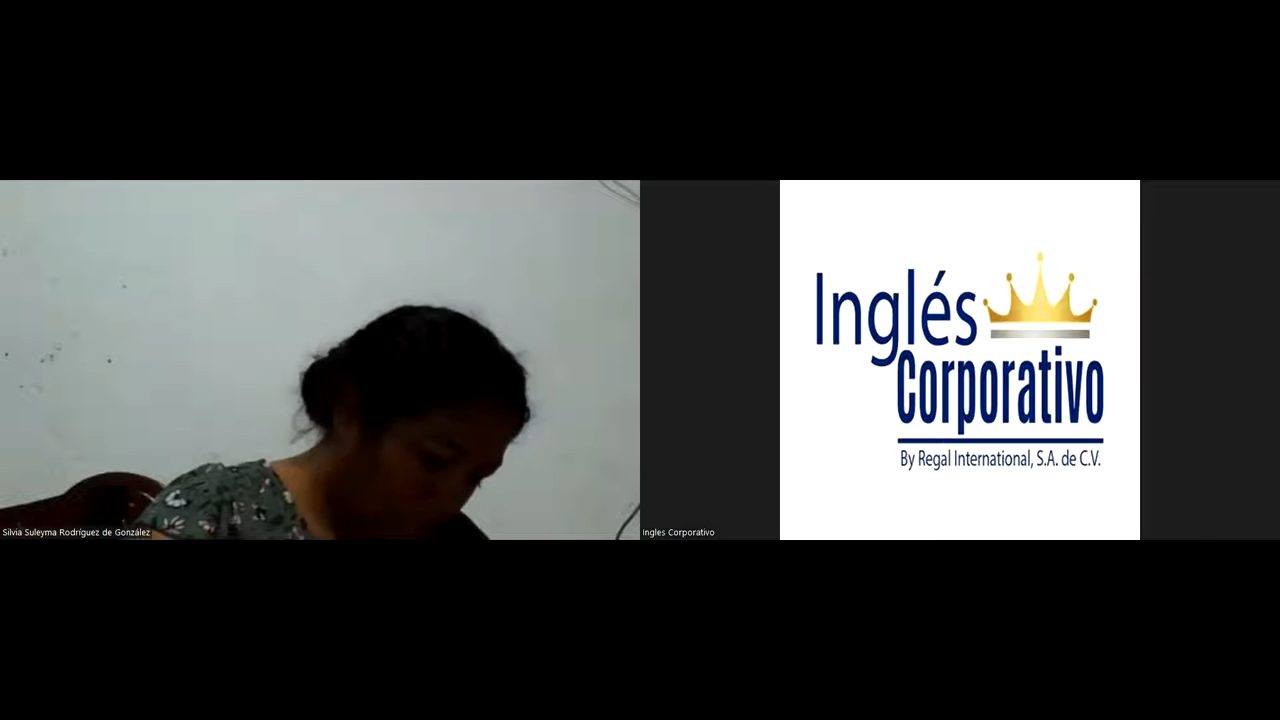 Inglés
Corporativo
By Regal International, S.A. de C.V.
Silvia Suleyma Rodríguez de González
Ingles Corporativo